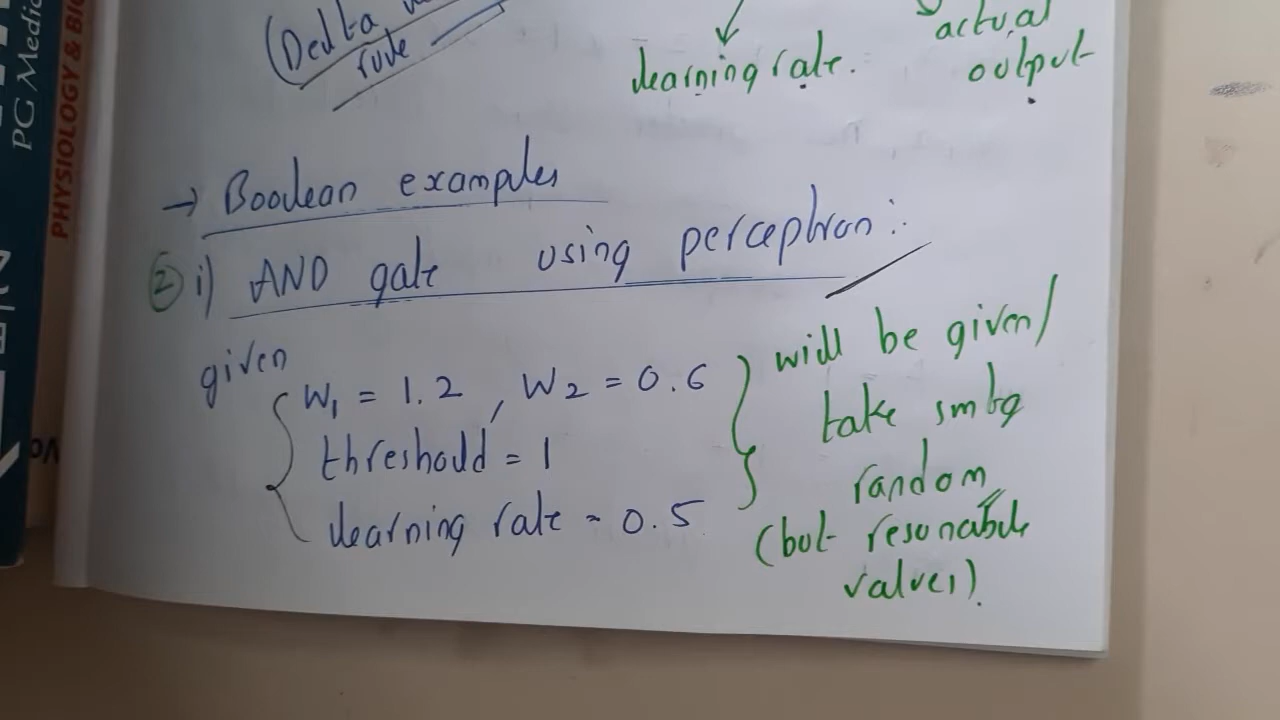 PG Medic
PHYSIOLOGY & BI
(Delta
rule
learning rate.
actual
output
→ Boolean examples
② i) AND gate using perceptron:
given
W₁ = 1.2, W₂ = 0.6
threshold = 1
learning rate = 0.5
will be given/
take smtg
random
(but resonable
values).